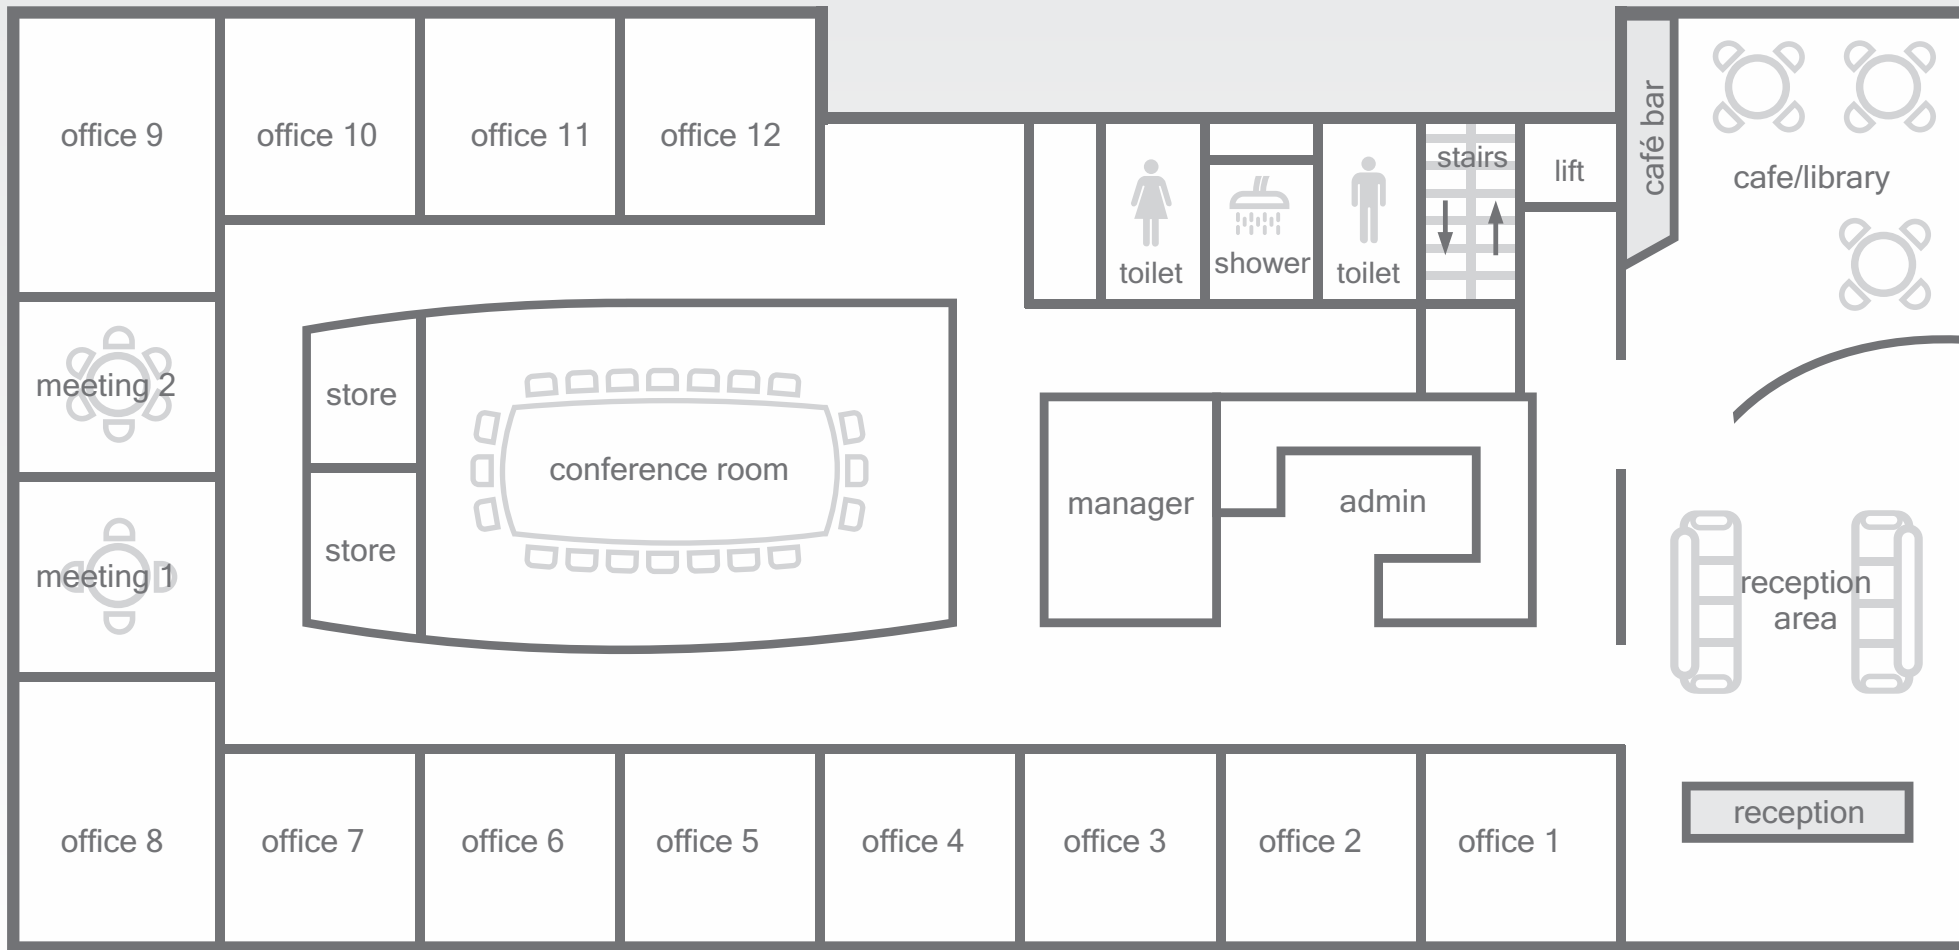 office 9
office 10
office 11
office 12
toilet
shower
toilet
stairs
lift
café bar
cafe/library
meeting 2
store
conference room
manager
admin
meeting 1
store
reception
area
office 8
office 7
office 6
office 5
office 4
office 3
office 2
office 1
reception